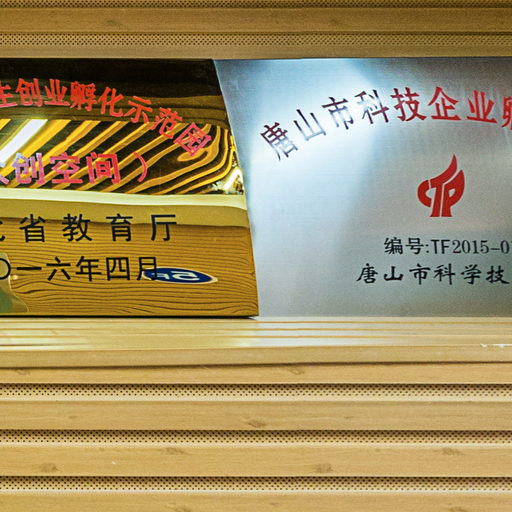 生创业孵化示范园
众创空间）
省教育厅
〇一六年四月
唐山市科技企业孵
编号:TF2015-0
唐山市科学技